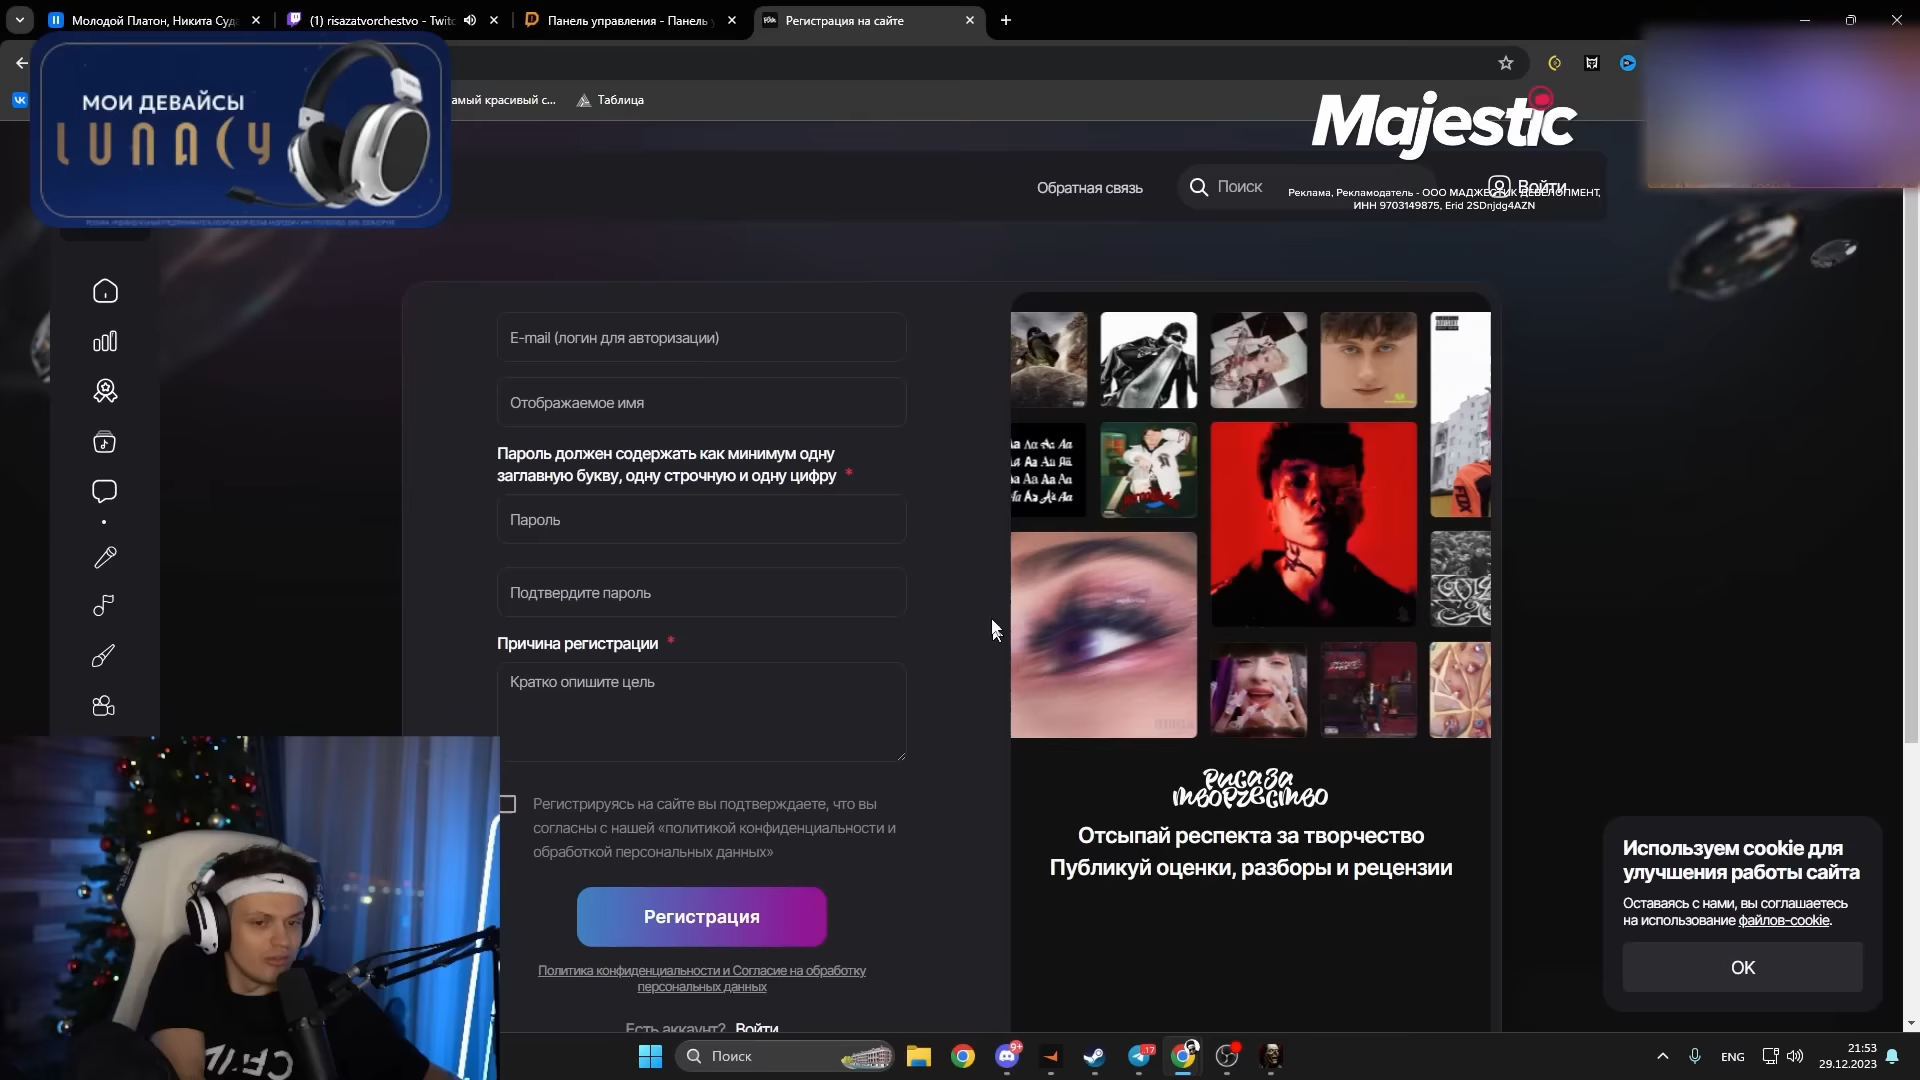 Молодой Платон, Никита Суд
(1) risazatvorchestvo - Twitc
Панель управления - Панель у
Регистрация на сайте
амый красивый с...
Таблица
МОИ ДЕВАЙСЫ
LUNACY
Majestic
Обратная связь
Поиск
Войти
Реклама, Рекламодатель - ООО МАДЖЕСТИК ДЕВЕЛОПМЕНТ,
ИНН 9703149875, Erid 2SDnjdg4AZN
E-mail (логин для авторизации)
Отображаемое имя
Пароль должен содержать как минимум одну
заглавную букву, одну строчную и одну цифру *
Пароль
Подтвердите пароль
Причина регистрации *
Кратко опишите цель
Регистрируясь на сайте вы подтверждаете, что вы
согласны с нашей «политикой конфиденциальности и
обработкой персональных данных»
Регистрация
Политика конфиденциальности и Согласие на обработку
персональных данных
Есть аккаунт? Войти
рисаза
творчество
Отсыпай респекта за творчество
Публикуй оценки, разборы и рецензии
Используем cookie для
улучшения работы сайта
Оставаясь с нами, вы соглашаетесь
на использование файлов-cookie.
OK
Поиск
9+
17
ENG
21:53
29.12.2023